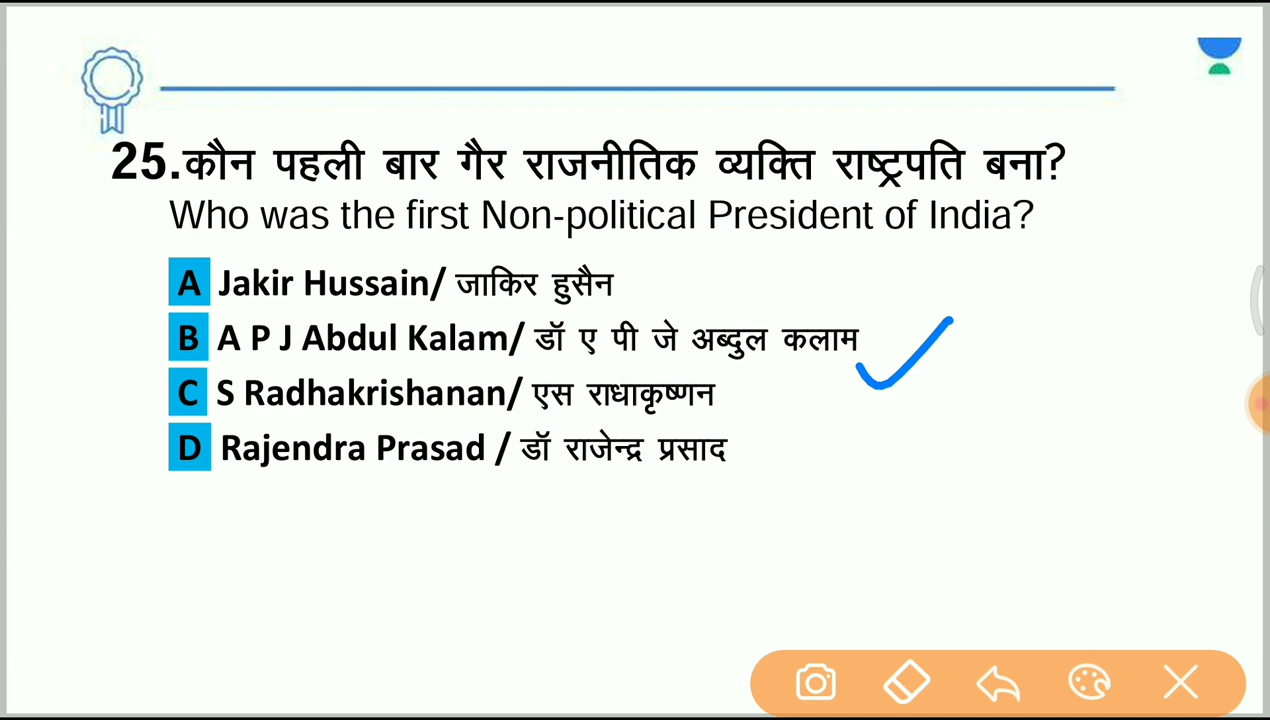 25.कौन पहली बार गैर राजनीतिक व्यक्ति राष्ट्रपति बना?
Who was the first Non-political President of India?
A Jakir Hussain/ जाकिर हुसैन
B A P J Abdul Kalam/ डॉ ए पी जे अब्दुल कलाम
C S Radhakrishanan/ एस राधाकृष्णन
D Rajendra Prasad / डॉ राजेन्द्र प्रसाद